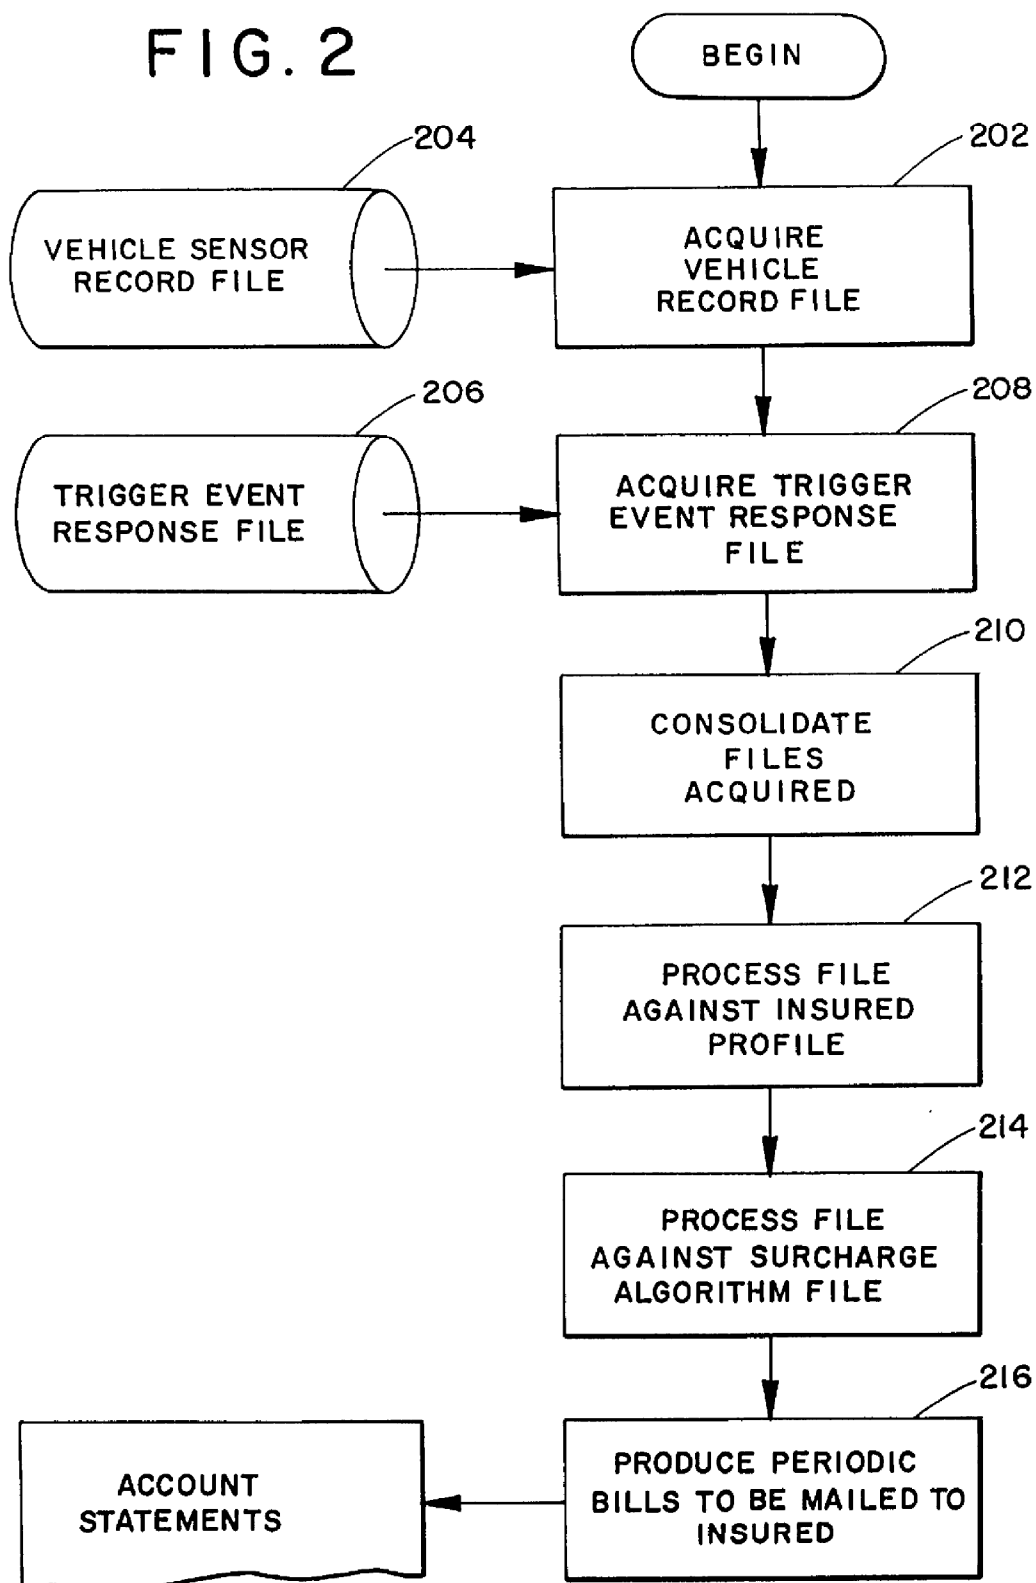 FIG. 2
BEGIN
204
202
VEHICLE SENSOR
RECORD FILE
ACQUIRE
VEHICLE
RECORD FILE
206
208
TRIGGER EVENT
RESPONSE FILE
ACQUIRE TRIGGER
EVENT RESPONSE
FILE
210
CONSOLIDATE
FILES
ACQUIRED
212
PROCESS FILE
AGAINST INSURED
PROFILE
214
PROCESS FILE
AGAINST SURCHARGE
ALGORITHM FILE
216
PRODUCE PERIODIC
BILLS TO BE MAILED TO
INSURED
ACCOUNT
STATEMENTS